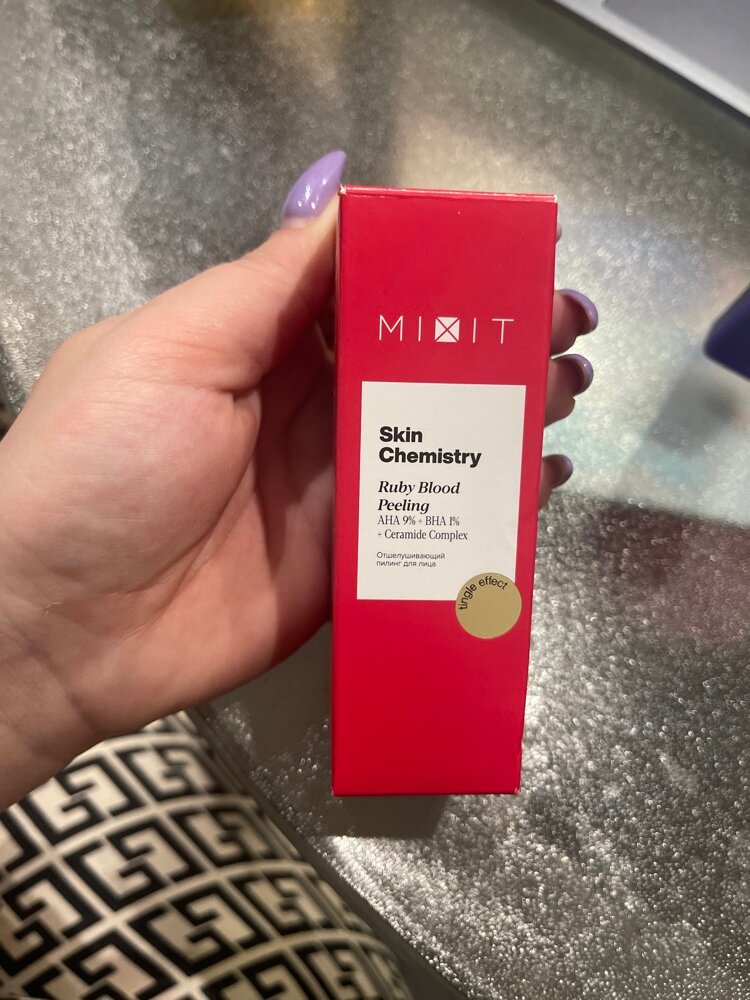 MIXIT
Skin
Chemistry
Ruby Blood
Peeling
AHA 9% + BHA 1%
+ Ceramide Complex
Отшелушивающий
пилинг для лица
tingle effect